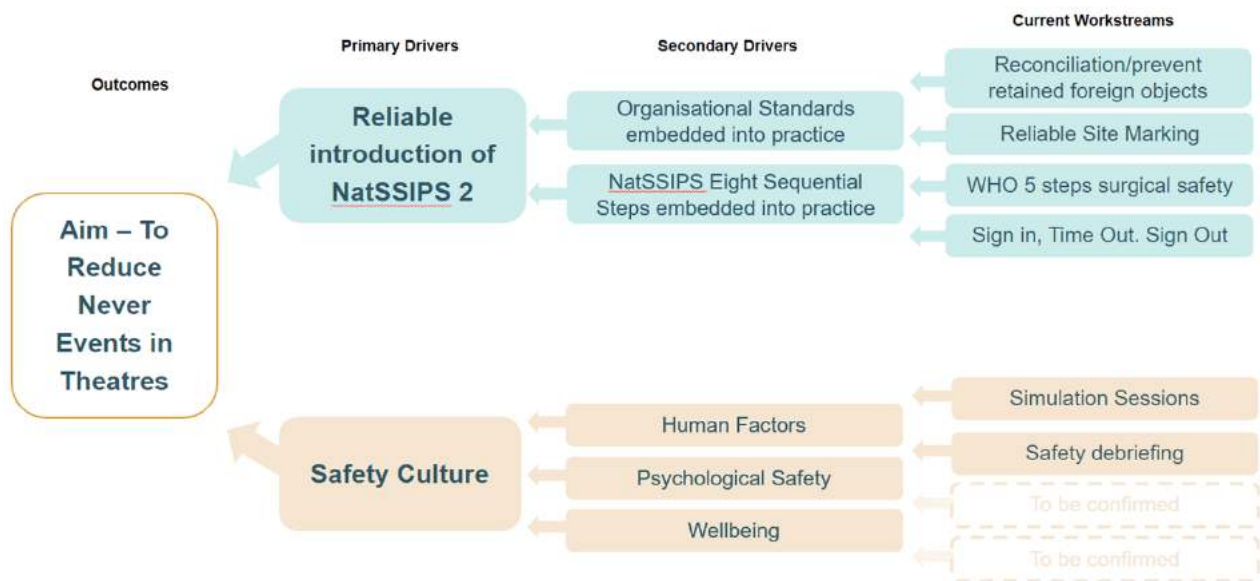 Current Workstreams
Primary Drivers
Secondary Drivers
Outcomes
Aim – To
Reduce
Never
Events in
Theatres
Reliable
introduction of
NatSSIPS 2
Organisational Standards
embedded into practice
NatSSIPS Eight Sequential
Steps embedded into practice
Reconciliation/prevent
retained foreign objects
Reliable Site Marking
WHO 5 steps surgical safety
Sign in, Time Out. Sign Out
Safety Culture
Human Factors
Psychological Safety
Wellbeing
Simulation Sessions
Safety debriefing
To be confirmed
To be confirmed